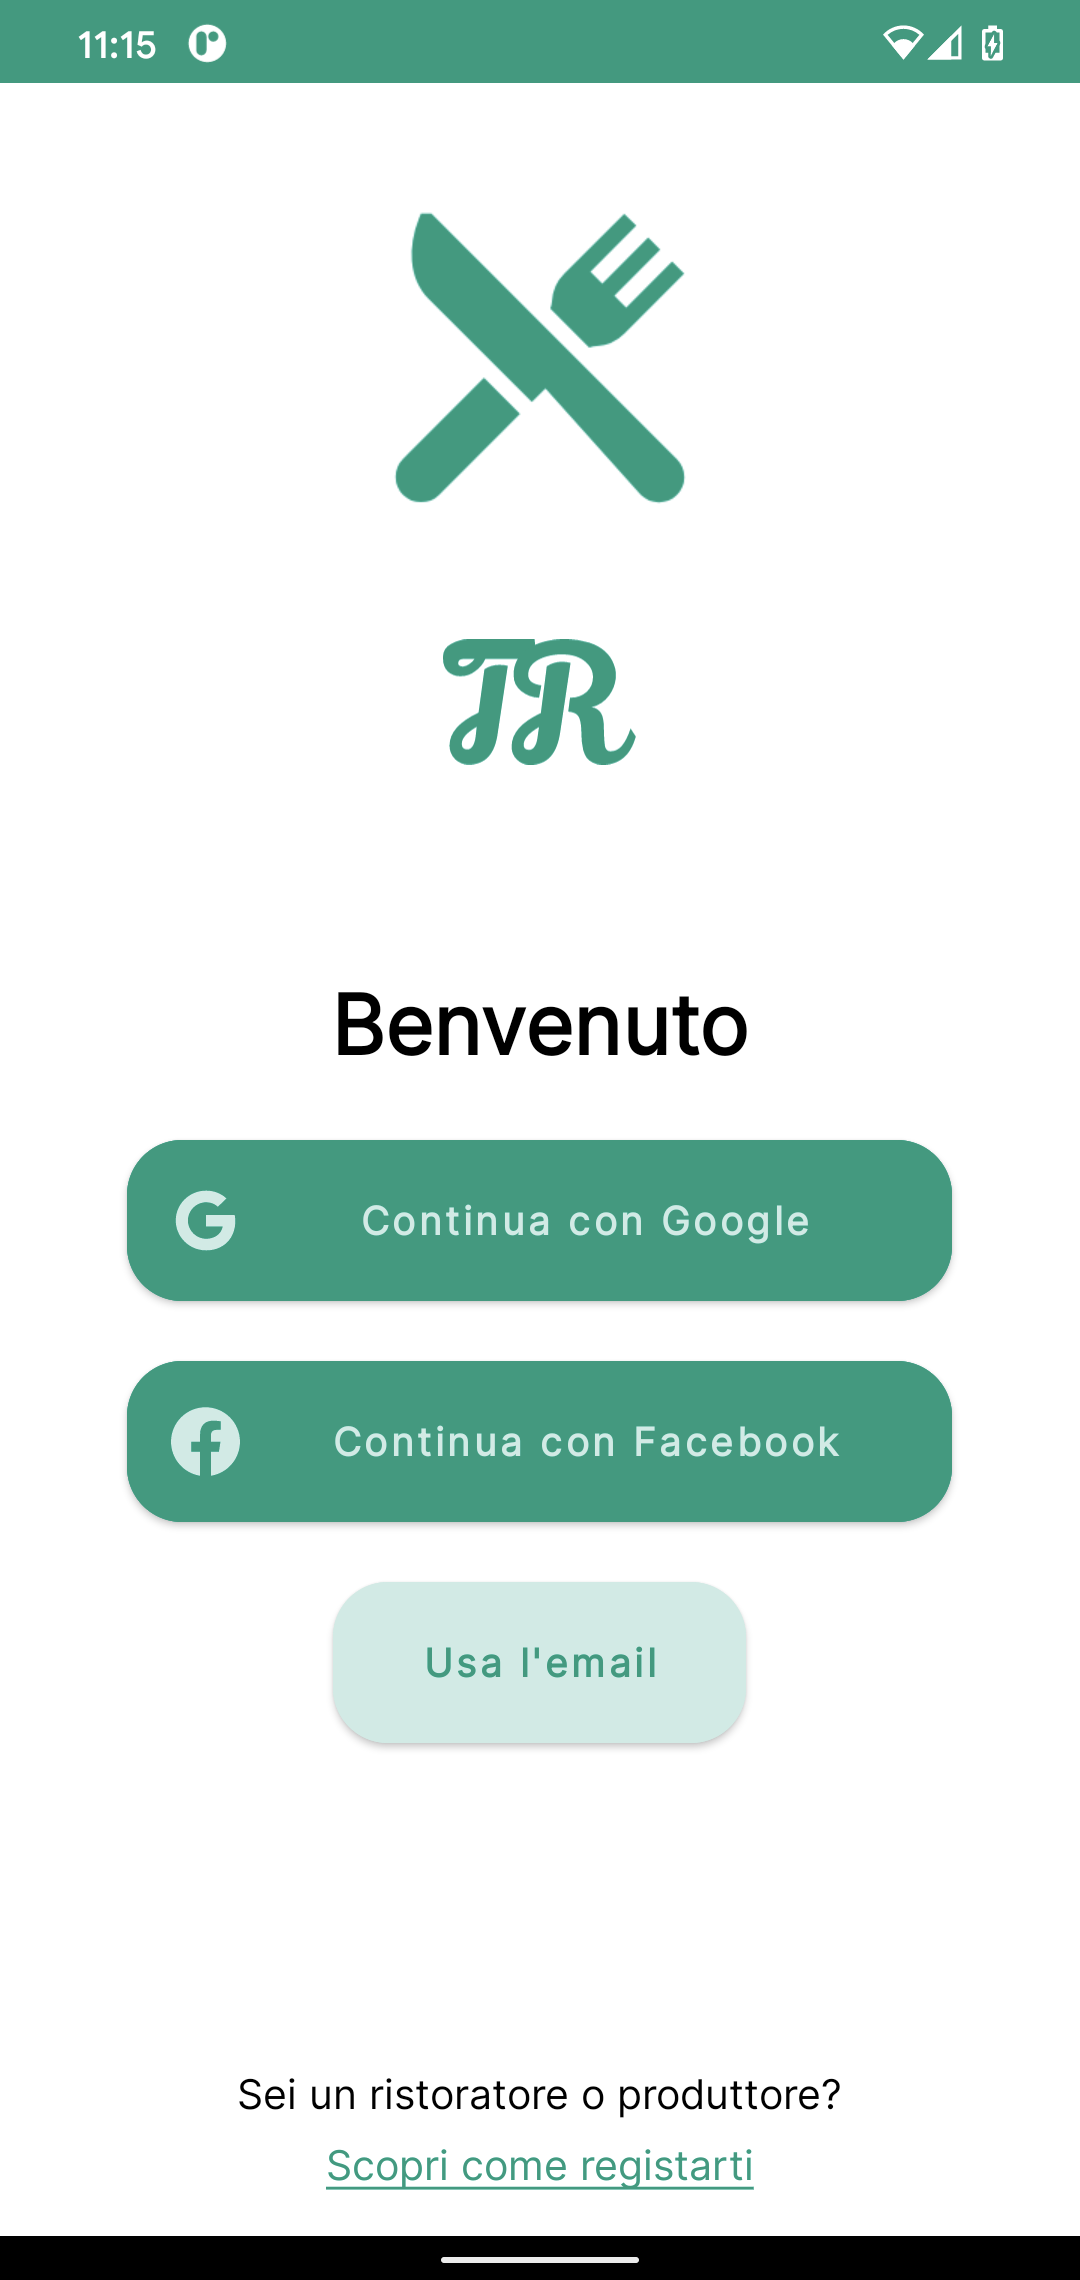 11:15
TR
Benvenuto
Continua con Google
Continua con Facebook
Usa l'email
Sei un ristoratore o produttore?
Scopri come registarti